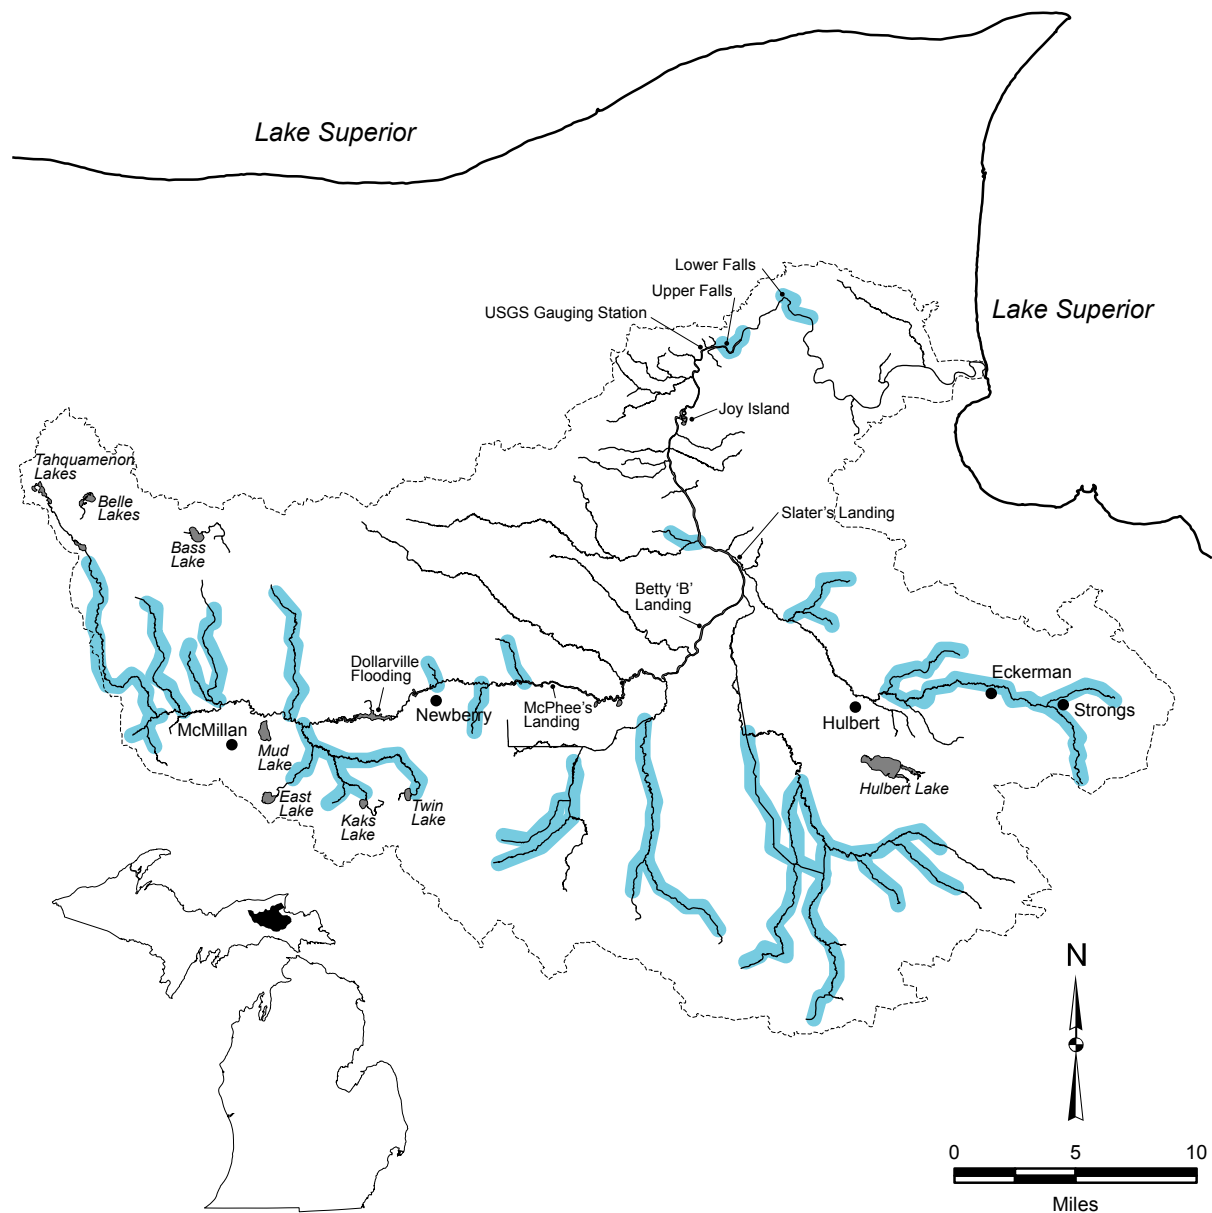 Lake Superior
Lower Falls
Upper Falls
Lake Superior
USGS Gauging Station
Joy Island
Tahquamenon
Lakes
Belle
Lakes
Slater's Landing
Bass
Lake
Betty 'B'
Landing
Dollarville
Flooding
Eckerman
McPhee's
Landing
Newberry
Strongs
Hulbert
McMillan
Mud
Lake
Hulbert Lake
East
Lake
Kaks
Lake
Twin
Lake
N
0 5 10
Miles